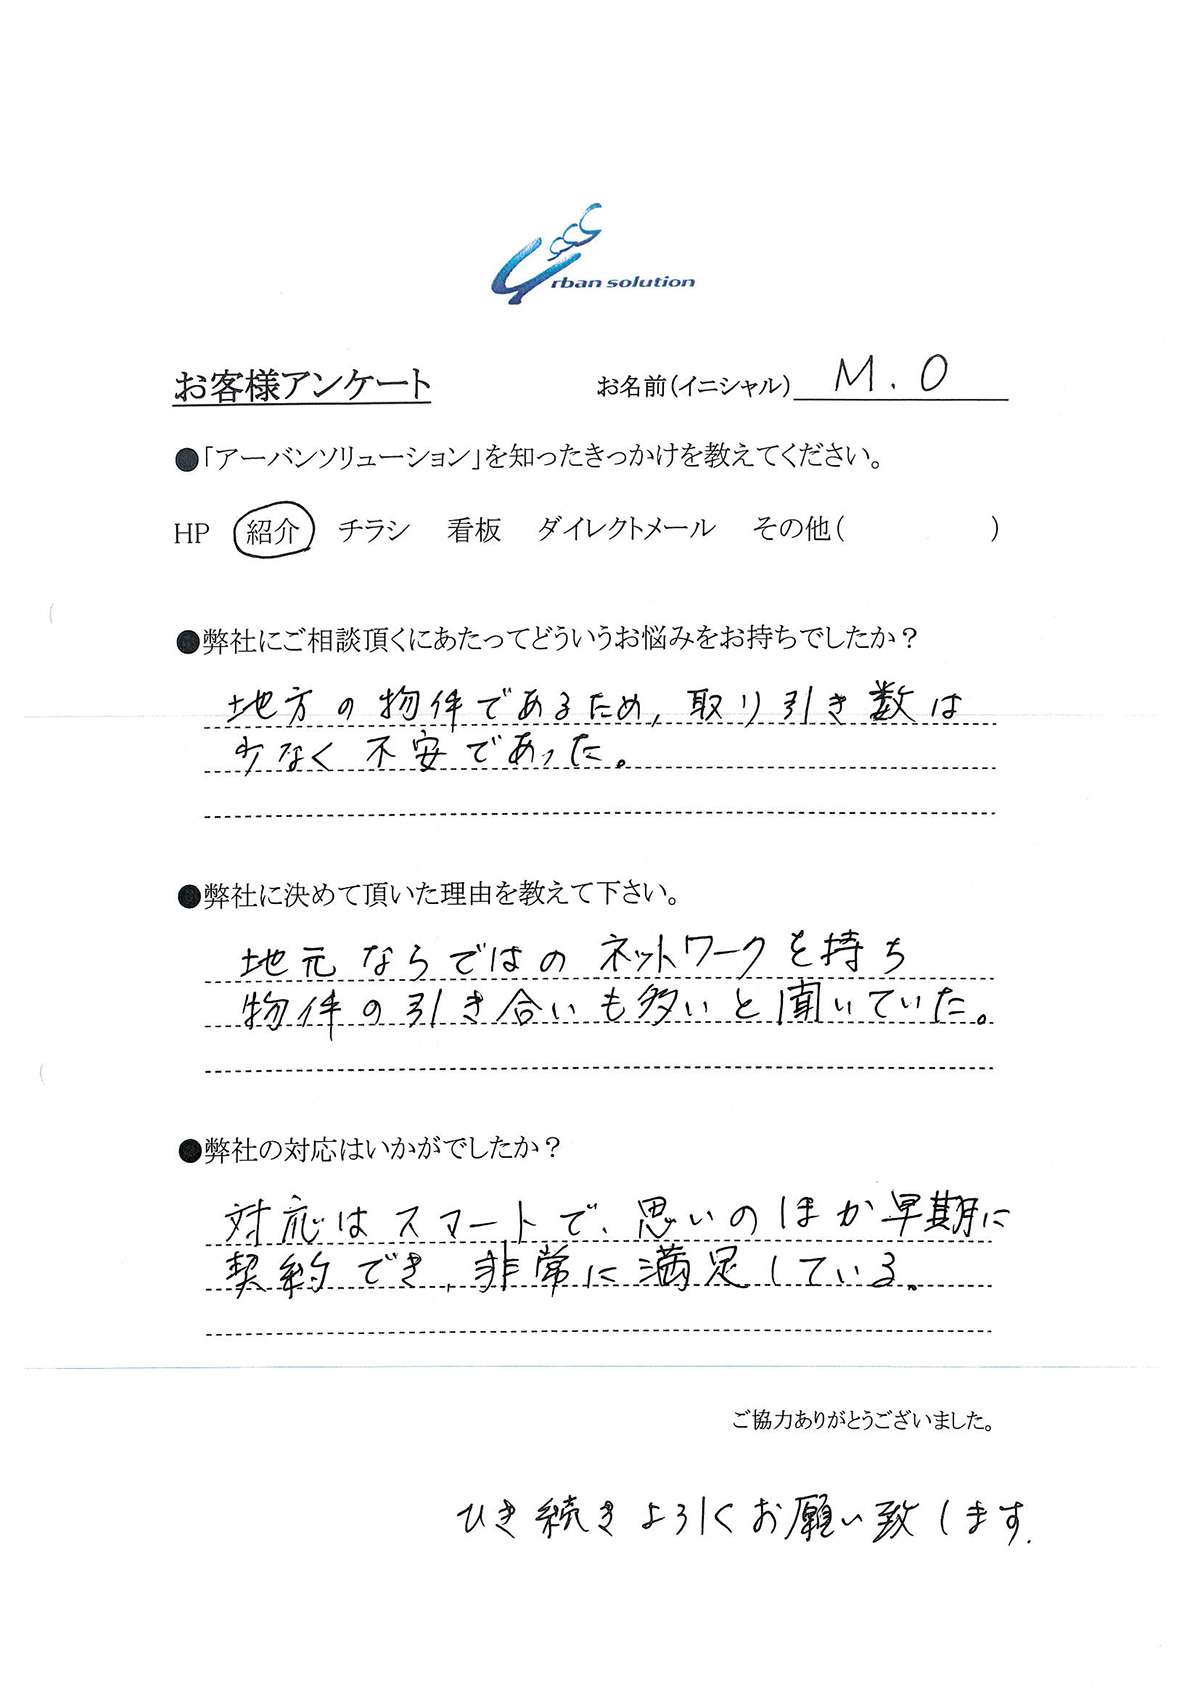 Urban solution
お客様アンケート
お名前(イニシャル) M.O
●「アーバンソリューション」を知ったきっかけを教えてください。
HP 紹介 チラシ 看板 ダイレクトメール その他( )
●弊社にご相談頂くにあたってどういうお悩みをお持ちでしたか?
地方の物件であるため、取り引き数は
少なく不安であった。
●弊社に決めて頂いた理由を教えて下さい。
地元ならではのネットワークを持ち
物件の引き合いも多いと聞いていた。
●弊社の対応はいかがでしたか?
対応はスマートで、思いのほか早期に
契約でき、非常に満足している。
ご協力ありがとうございました。
ひき続きよろしくお願い致します.